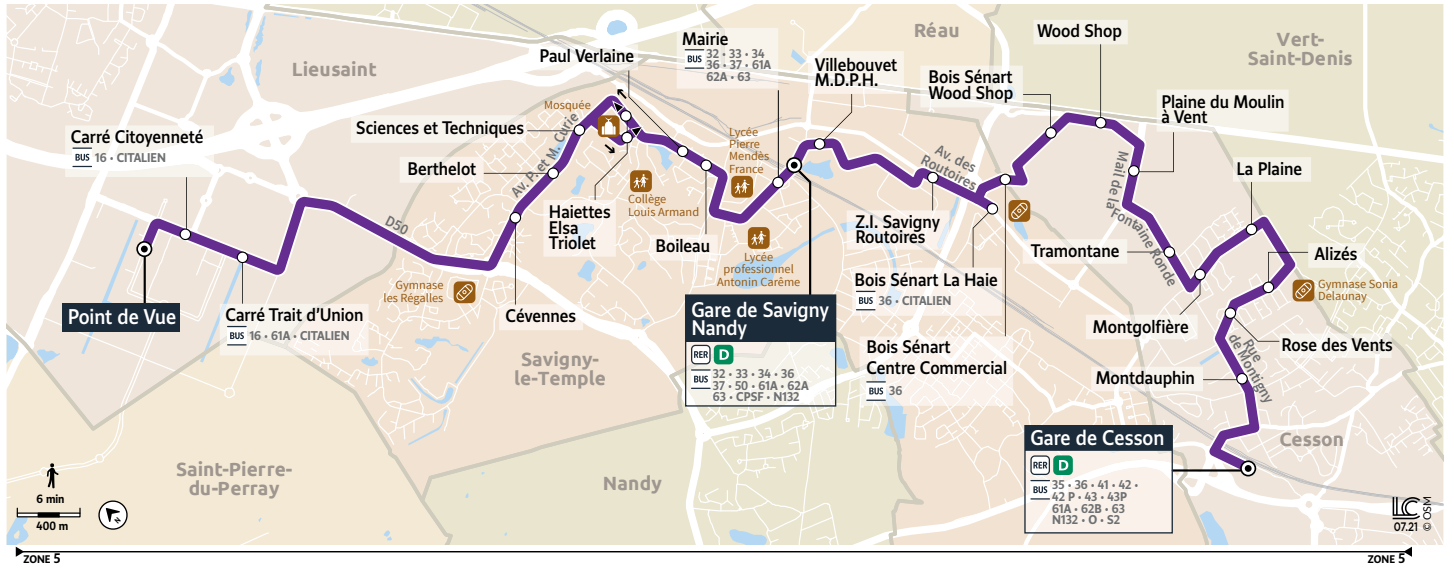 Lieusaint
Réau
Vert-
Saint-Denis
Savigny-
le-Temple
Saint-Pierre-
du-Perray
Nandy
Cesson
Point de Vue
Carré Citoyenneté
BUS 16 • CITALIEN
Carré Trait d'Union
BUS 16 • 61A • CITALIEN
D50
Gymnase
les Régalles
Cévennes
Berthelot
Av. P. et M. Curie
Sciences et Techniques
Mosquée
Paul Verlaine
Haiettes
Elsa
Triolet
Collège
Louis Armand
Boileau
Mairie
BUS 32 • 33 • 34
36 • 37 • 61A
62A • 63
Lycée
Pierre
Mendès
France
Lycée
professionnel
Antonin Carême
Gare de Savigny
Nandy
RER D
BUS 32 • 33 • 34 • 36
37 • 50 • 61A • 62A
63 • CPSF • N132
Villebouvet
M.D.P.H.
Z.I. Savigny
Routoires
Av. des
Routoires
Bois Sénart La Haie
BUS 36 • CITALIEN
Bois Sénart
Centre Commercial
BUS 36
Bois Sénart
Wood Shop
Wood Shop
Plaine du Moulin
à Vent
Mail de la
Fontaine Ronde
Tramontane
Montgolfière
La Plaine
Alizés
Gymnase Sonia
Delaunay
Rose des Vents
Rue
de Montigny
Montdauphin
Gare de Cesson
RER D
BUS 35 • 36 • 41 • 42 •
42 P • 43 • 43P
61A • 62B • 63
N132 • O • S2
6 min
400 m
N
LC
07.21
© OSM
ZONE 5
ZONE 5